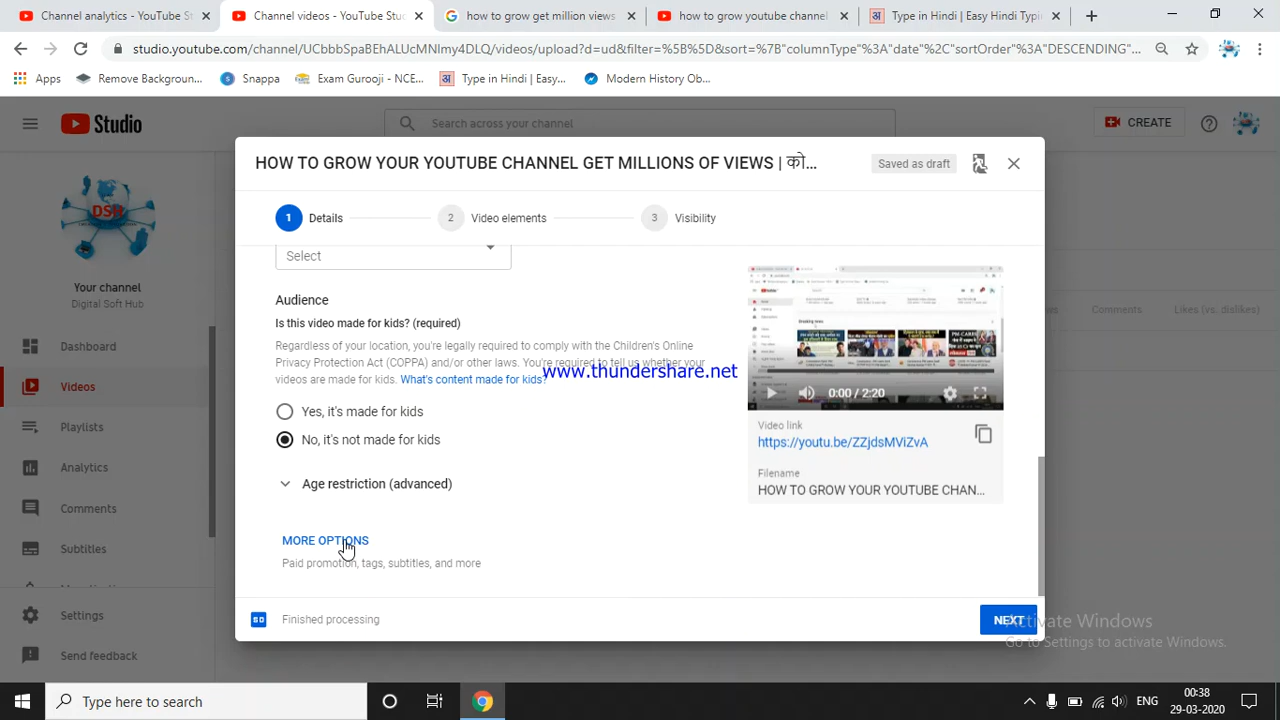 Channel analytics - YouTube S
Channel videos - YouTube Stu
how to grow get million views
how to grow youtube channel
Type in Hindi | Easy Hindi Typi
studio.youtube.com/channel/UCbbbSpaBEhALUcMNImy4DLQ/videos/upload?d=ud&filter=%5B%5D&sort=%7B"columnType"%3A"date"%2C"sortOrder"%3A"DESCENDING"...
Apps
Remove Backgroun...
Snappa
Exam Gurooji - NCE...
Type in Hindi | Easy...
Modern History Ob...
Studio
Search across your channel
CREATE
HOW TO GROW YOUR YOUTUBE CHANNEL GET MILLIONS OF VIEWS | को...
Saved as draft
1 Details
2 Video elements
3 Visibility
DSH
Your channel
Digital Soft Hub
Dashboard
Videos
Playlists
Analytics
Comments
Subtitles
Settings
Send feedback
Select
Audience
Is this video made for kids? (required)
Regardless of your location, you're legally required to comply with the Children's Online
Privacy Protection Act (COPPA) and/or other laws. You're required to tell us whether your
videos are made for kids. What's content made for kids?
www.thundershare.net
Yes, it's made for kids
No, it's not made for kids
Age restriction (advanced)
MORE OPTIONS
Paid promotion, tags, subtitles, and more
0:00 / 2:20
Video link
https://youtu.be/ZZjdsMViZvA
Filename
HOW TO GROW YOUR YOUTUBE CHAN...
Comments
dislikes)
Finished processing
NEXT
Activate Windows
Go to Settings to activate Windows.
Type here to search
ENG
00:38
29-03-2020